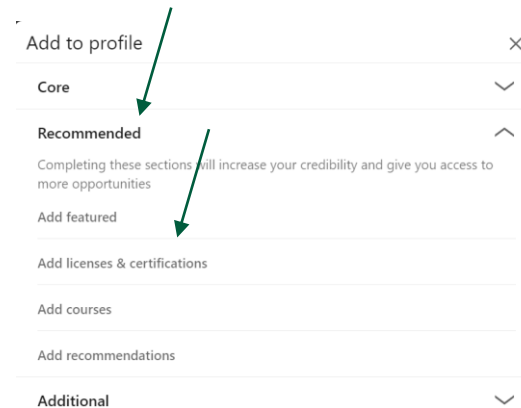 Add to profile
Core
Recommended
Completing these sections will increase your credibility and give you access to
more opportunities
Add featured
Add licenses & certifications
Add courses
Add recommendations
Additional